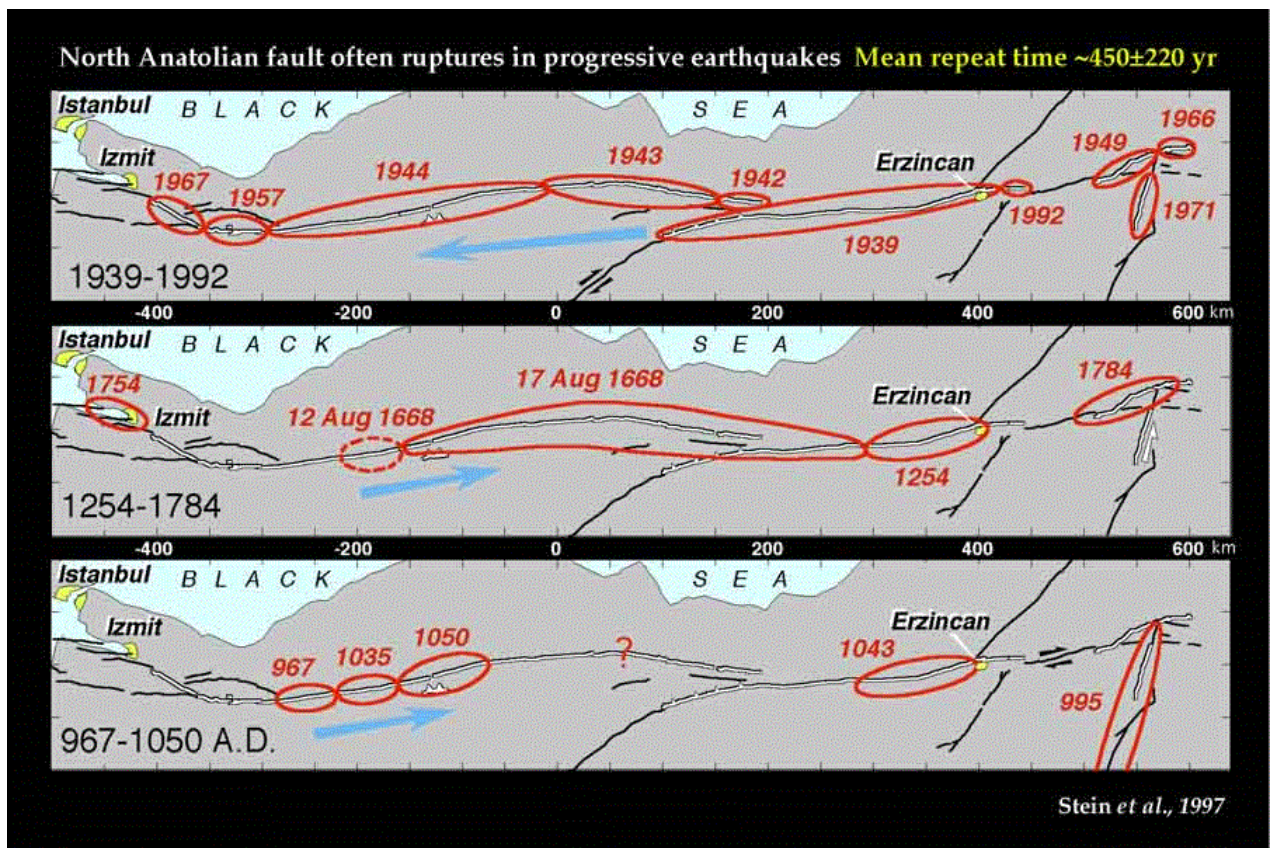 North Anatolian fault often ruptures in progressive earthquakes Mean repeat time ~450±220 yr
Istanbul B L A C K S E A
1966
1949
Izmit 1944 1943 Erzincan
1967 1957 1942
1992 1971
1939
1939-1992
-400 -200 0 200 400 600 km
Istanbul B L A C K S E A
1754 17 Aug 1668 1784
Izmit 12 Aug 1668 Erzincan
1254
1254-1784
-400 -200 0 200 400 600 km
Istanbul B L A C K S E A
Izmit Erzincan
967 1035 1050 ? 1043
995
967-1050 A.D.
Stein et al., 1997